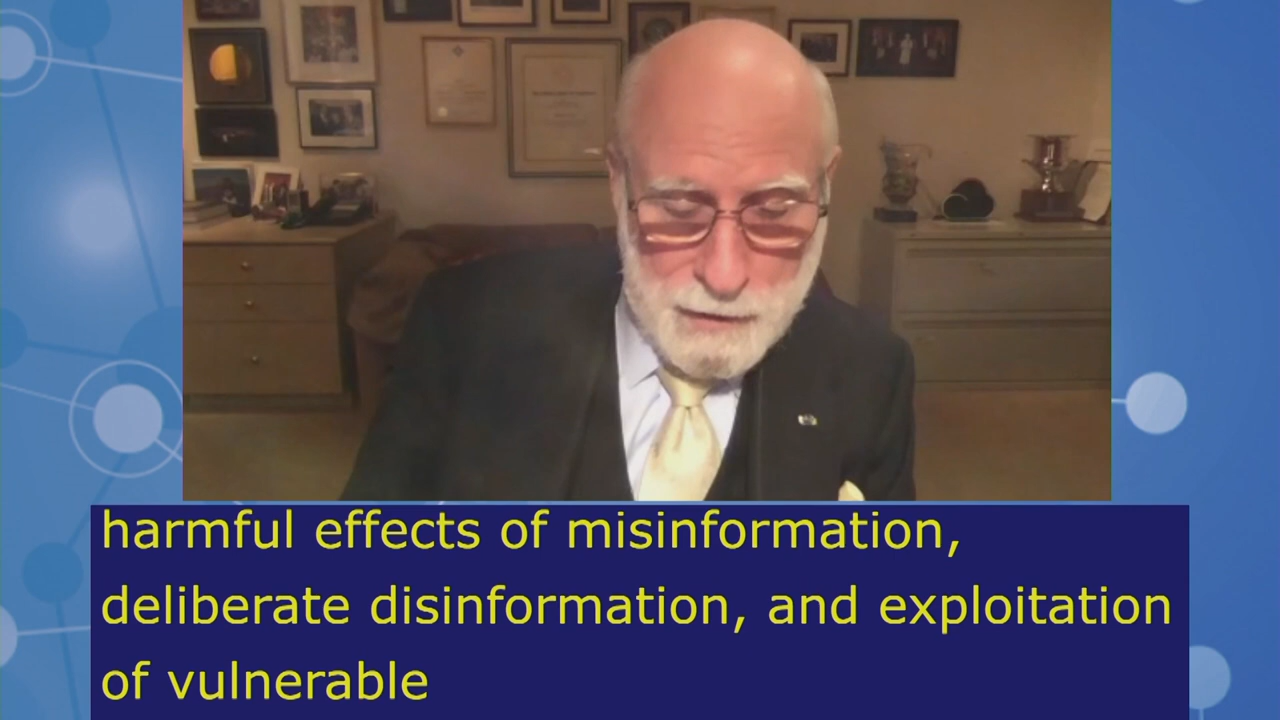 harmful effects of misinformation,
deliberate disinformation, and exploitation
of vulnerable